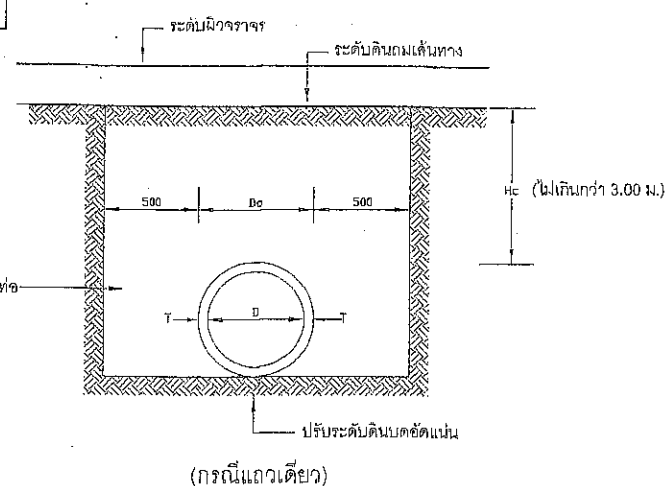 ระดับผิวจราจร
ระดับดินถมเส้นทาง
500
Bc
500
Hc (ไม่เกินกว่า 3.00 ม.)
ท่อ
T
D
T
ปรับระดับดินบดอัดแน่น
(กรณีแถวเดียว)